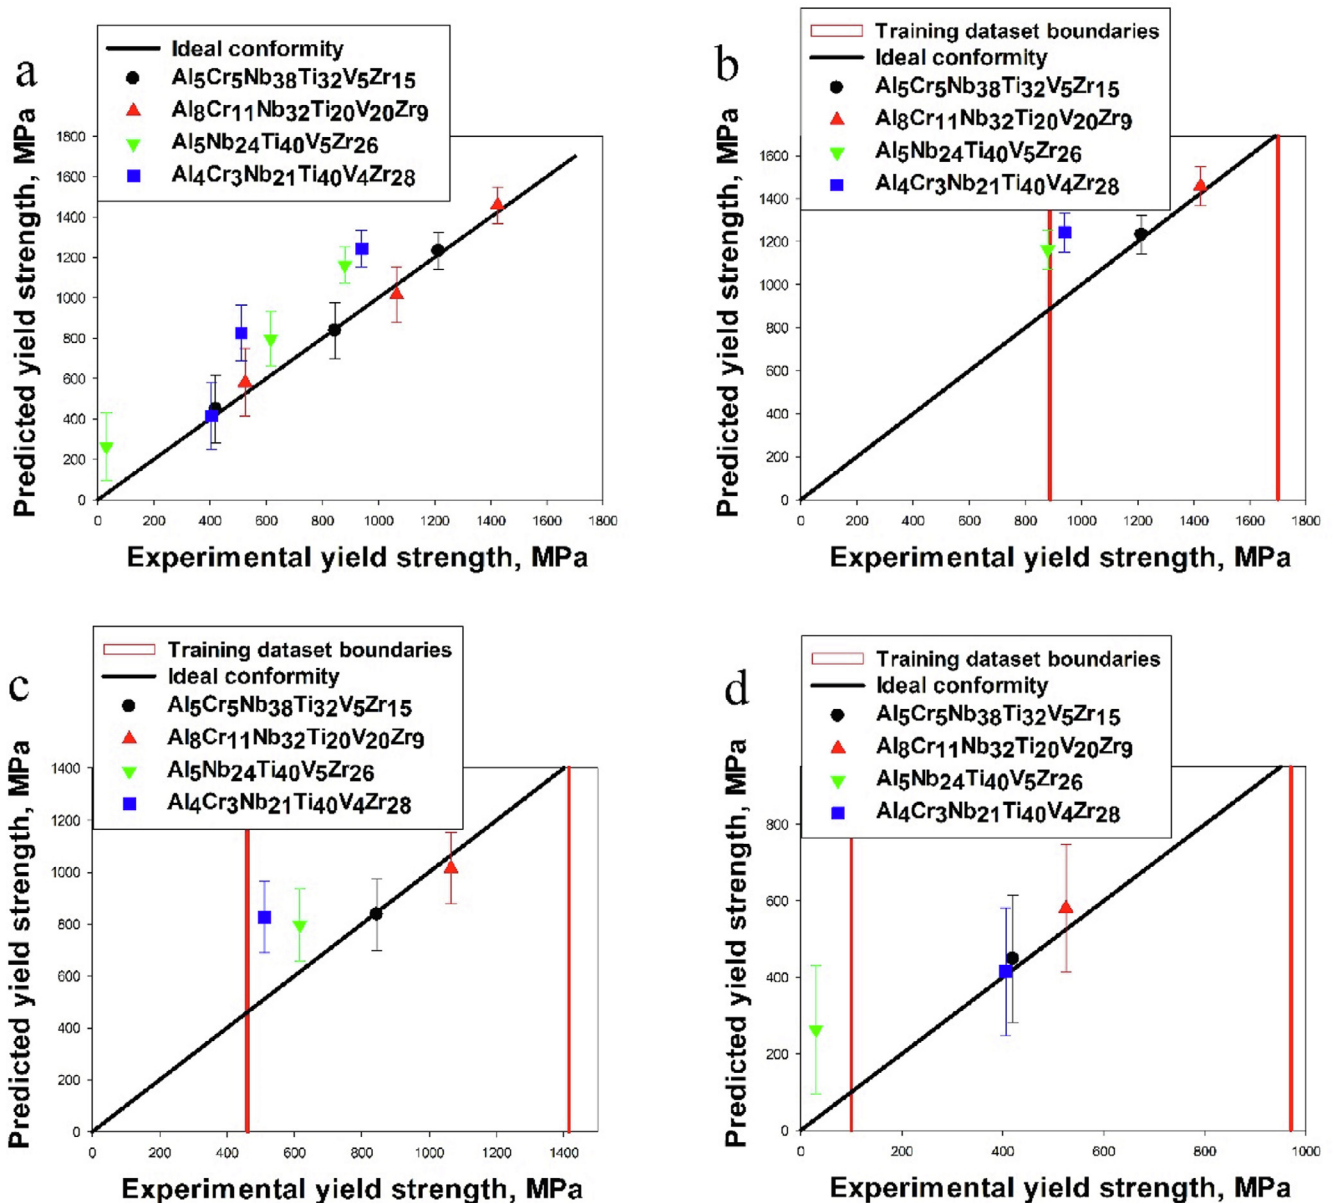 a
Ideal conformity
Al5Cr5Nb38Ti32V5Zr15
Al8Cr11Nb32Ti20V20Zr9
Al5Nb24Ti40V5Zr26
Al4Cr3Nb21Ti40V4Zr28
Predicted yield strength, MPa
1800
1600
1400
1200
1000
800
600
400
200
0
0 200 400 600 800 1000 1200 1400 1600 1800
Experimental yield strength, MPa
b
Training dataset boundaries
Ideal conformity
Al5Cr5Nb38Ti32V5Zr15
Al8Cr11Nb32Ti20V20Zr9
Al5Nb24Ti40V5Zr26
Al4Cr3Nb21Ti40V4Zr28
Predicted yield strength, MPa
1600
1400
1200
1000
800
600
400
200
0
0 200 400 600 800 1000 1200 1400 1600 1800
Experimental yield strength, MPa
c
Training dataset boundaries
Ideal conformity
Al5Cr5Nb38Ti32V5Zr15
Al8Cr11Nb32Ti20V20Zr9
Al5Nb24Ti40V5Zr26
Al4Cr3Nb21Ti40V4Zr28
Predicted yield strength, MPa
1400
1200
1000
800
600
400
200
0
0 200 400 600 800 1000 1200 1400
Experimental yield strength, MPa
d
Training dataset boundaries
Ideal conformity
Al5Cr5Nb38Ti32V5Zr15
Al8Cr11Nb32Ti20V20Zr9
Al5Nb24Ti40V5Zr26
Al4Cr3Nb21Ti40V4Zr28
Predicted yield strength, MPa
800
600
400
200
0
0 200 400 600 800 1000
Experimental yield strength, MPa